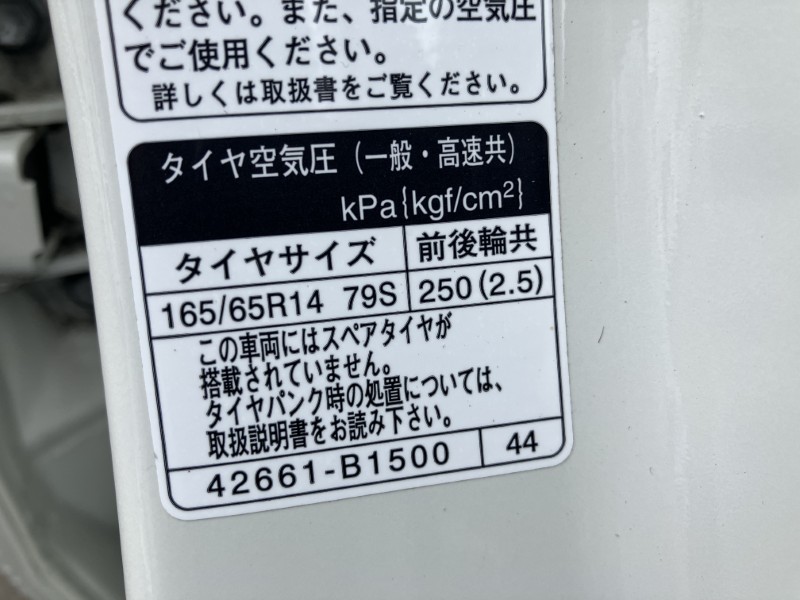 ください。また、指定の空気圧
でご使用ください。
詳しくは取扱書をご覧ください。
タイヤ空気圧（一般・高速共）
kPa{kgf/cm²}
タイヤサイズ 前後輪共
165/65R14 79S 250(2.5)
この車両にはスペアタイヤが
搭載されていません。
タイヤパンク時の処置については、
取扱説明書をお読み下さい。
42661-B1500 44